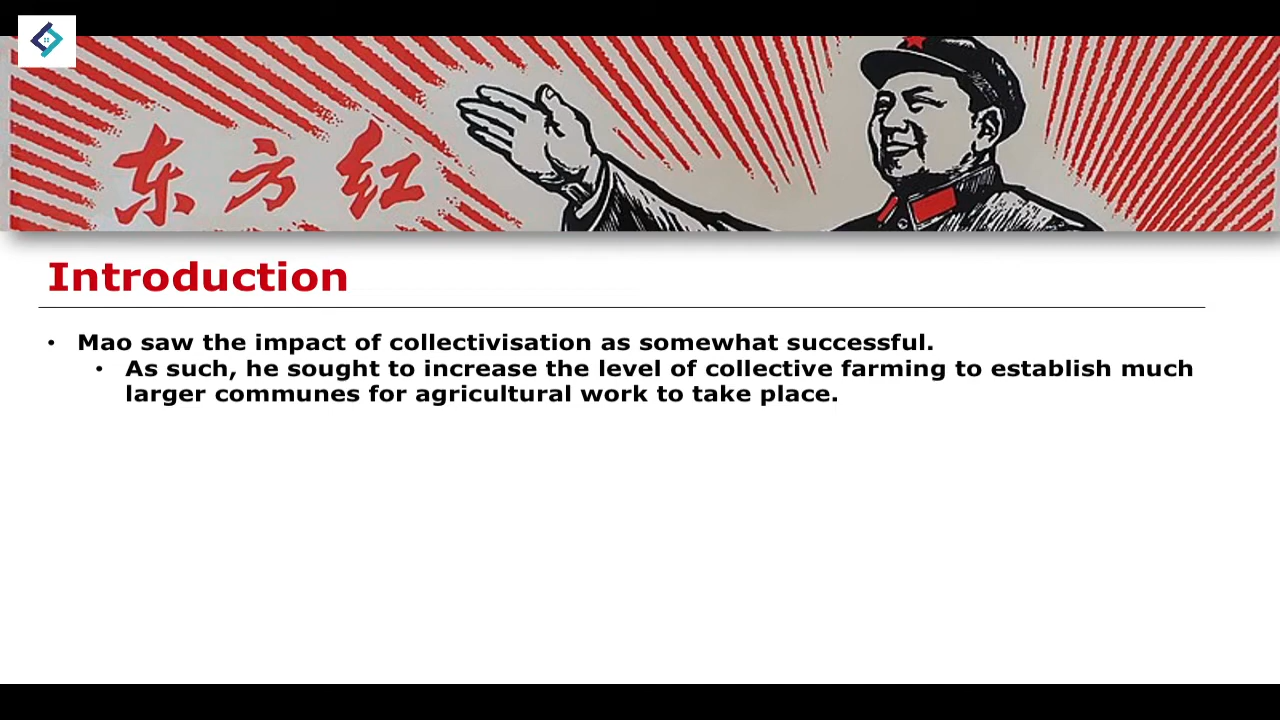 东方红
Introduction
• Mao saw the impact of collectivisation as somewhat successful.
• As such, he sought to increase the level of collective farming to establish much
larger communes for agricultural work to take place.